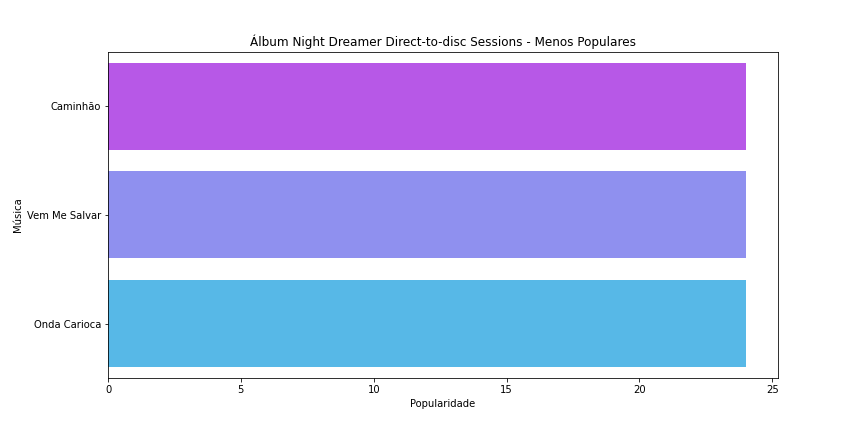 Álbum Night Dreamer Direct-to-disc Sessions - Menos Populares
Música
Caminhão
Vem Me Salvar
Onda Carioca
0 5 10 15 20 25
Popularidade